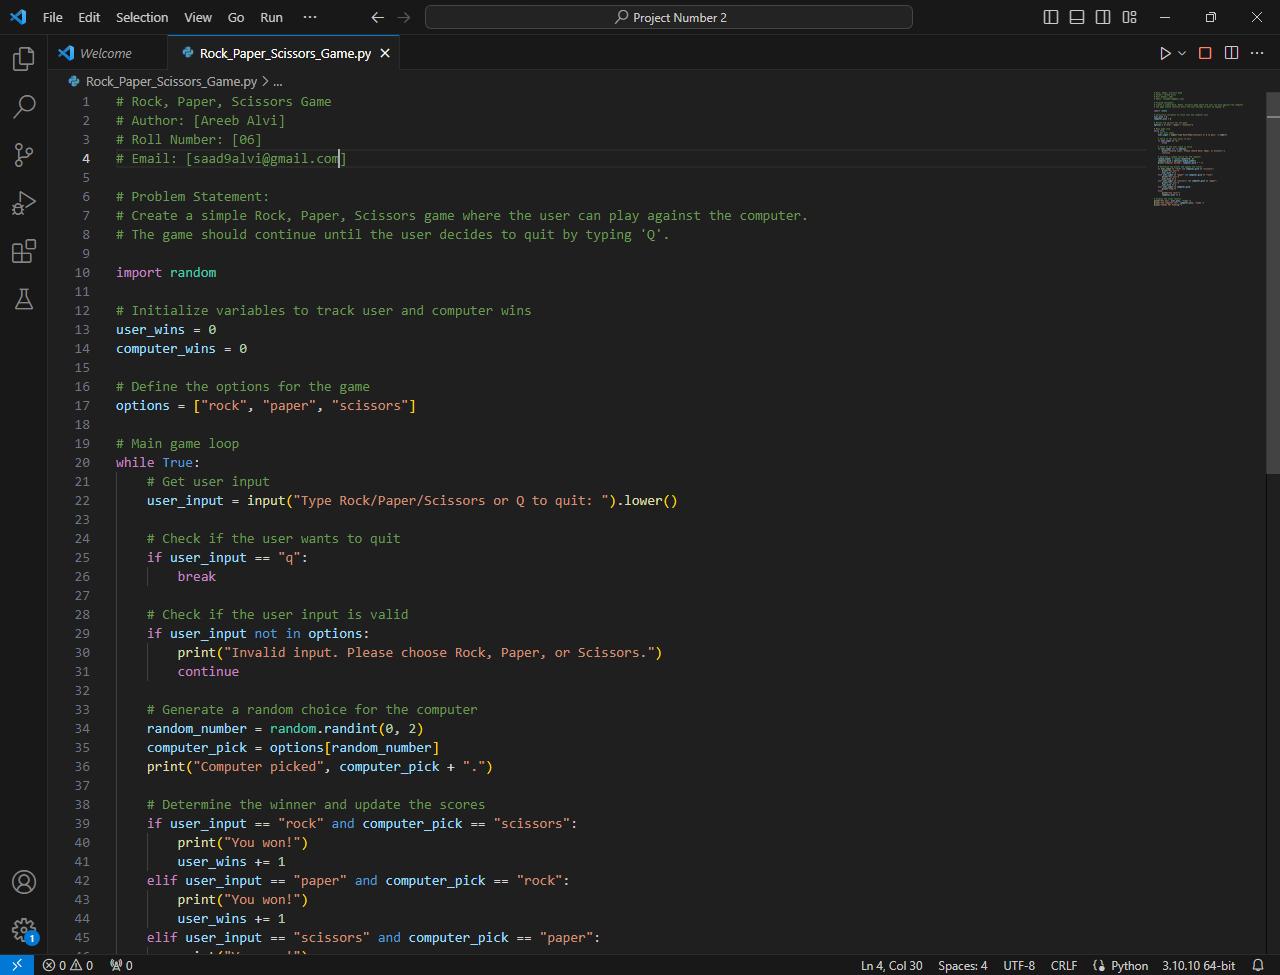 File Edit Selection View Go Run ··· Project Number 2
Welcome Rock_Paper_Scissors_Game.py
Rock_Paper_Scissors_Game.py > ...
1 # Rock, Paper, Scissors Game
2 # Author: [Areeb Alvi]
3 # Roll Number: [06]
4 # Email: [saad9alvi@gmail.com]
5
6 # Problem Statement:
7 # Create a simple Rock, Paper, Scissors game where the user can play against the computer.
8 # The game should continue until the user decides to quit by typing 'Q'.
9
10 import random
11
12 # Initialize variables to track user and computer wins
13 user_wins = 0
14 computer_wins = 0
15
16 # Define the options for the game
17 options = ["rock", "paper", "scissors"]
18
19 # Main game loop
20 while True:
21     # Get user input
22     user_input = input("Type Rock/Paper/Scissors or Q to quit: ").lower()
23
24     # Check if the user wants to quit
25     if user_input == "q":
26         break
27
28     # Check if the user input is valid
29     if user_input not in options:
30         print("Invalid input. Please choose Rock, Paper, or Scissors.")
31         continue
32
33     # Generate a random choice for the computer
34     random_number = random.randint(0, 2)
35     computer_pick = options[random_number]
36     print("Computer picked", computer_pick + ".")
37
38     # Determine the winner and update the scores
39     if user_input == "rock" and computer_pick == "scissors":
40         print("You won!")
41         user_wins += 1
42     elif user_input == "paper" and computer_pick == "rock":
43         print("You won!")
44         user_wins += 1
45     elif user_input == "scissors" and computer_pick == "paper":
1
0 0 0 Ln 4, Col 30 Spaces: 4 UTF-8 CRLF Python 3.10.10 64-bit